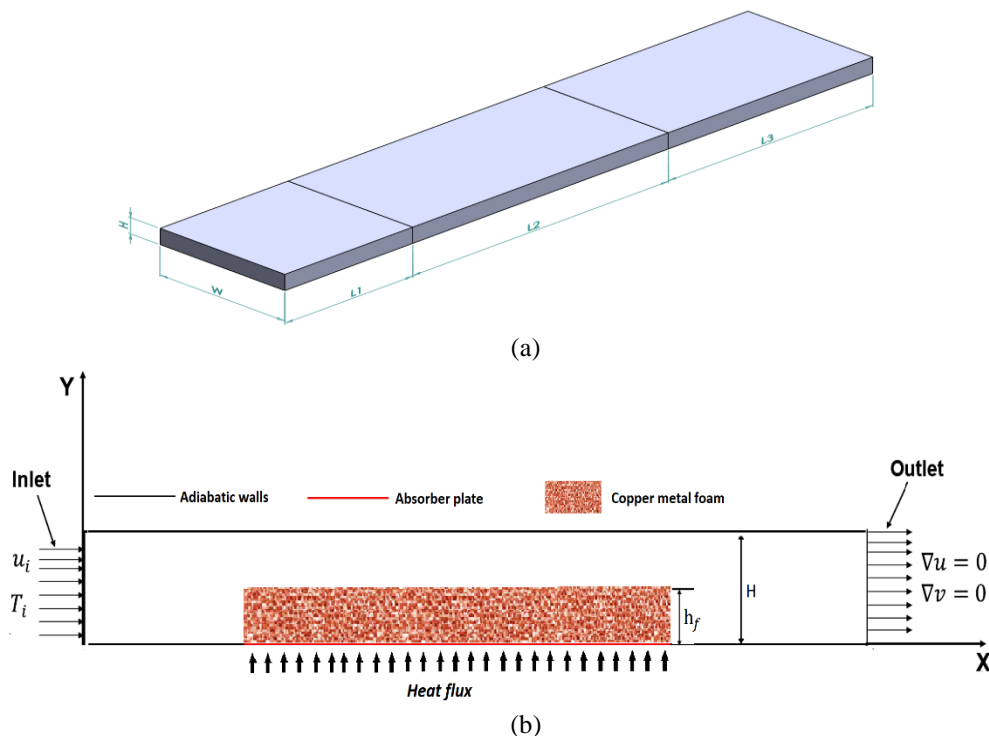 H
W
L1
L2
L3
(a)
Y
Inlet
Outlet
Adiabatic walls
Absorber plate
Copper metal foam
u_i
∇u = 0
H
T_i
∇v = 0
h_f
X
Heat flux
(b)